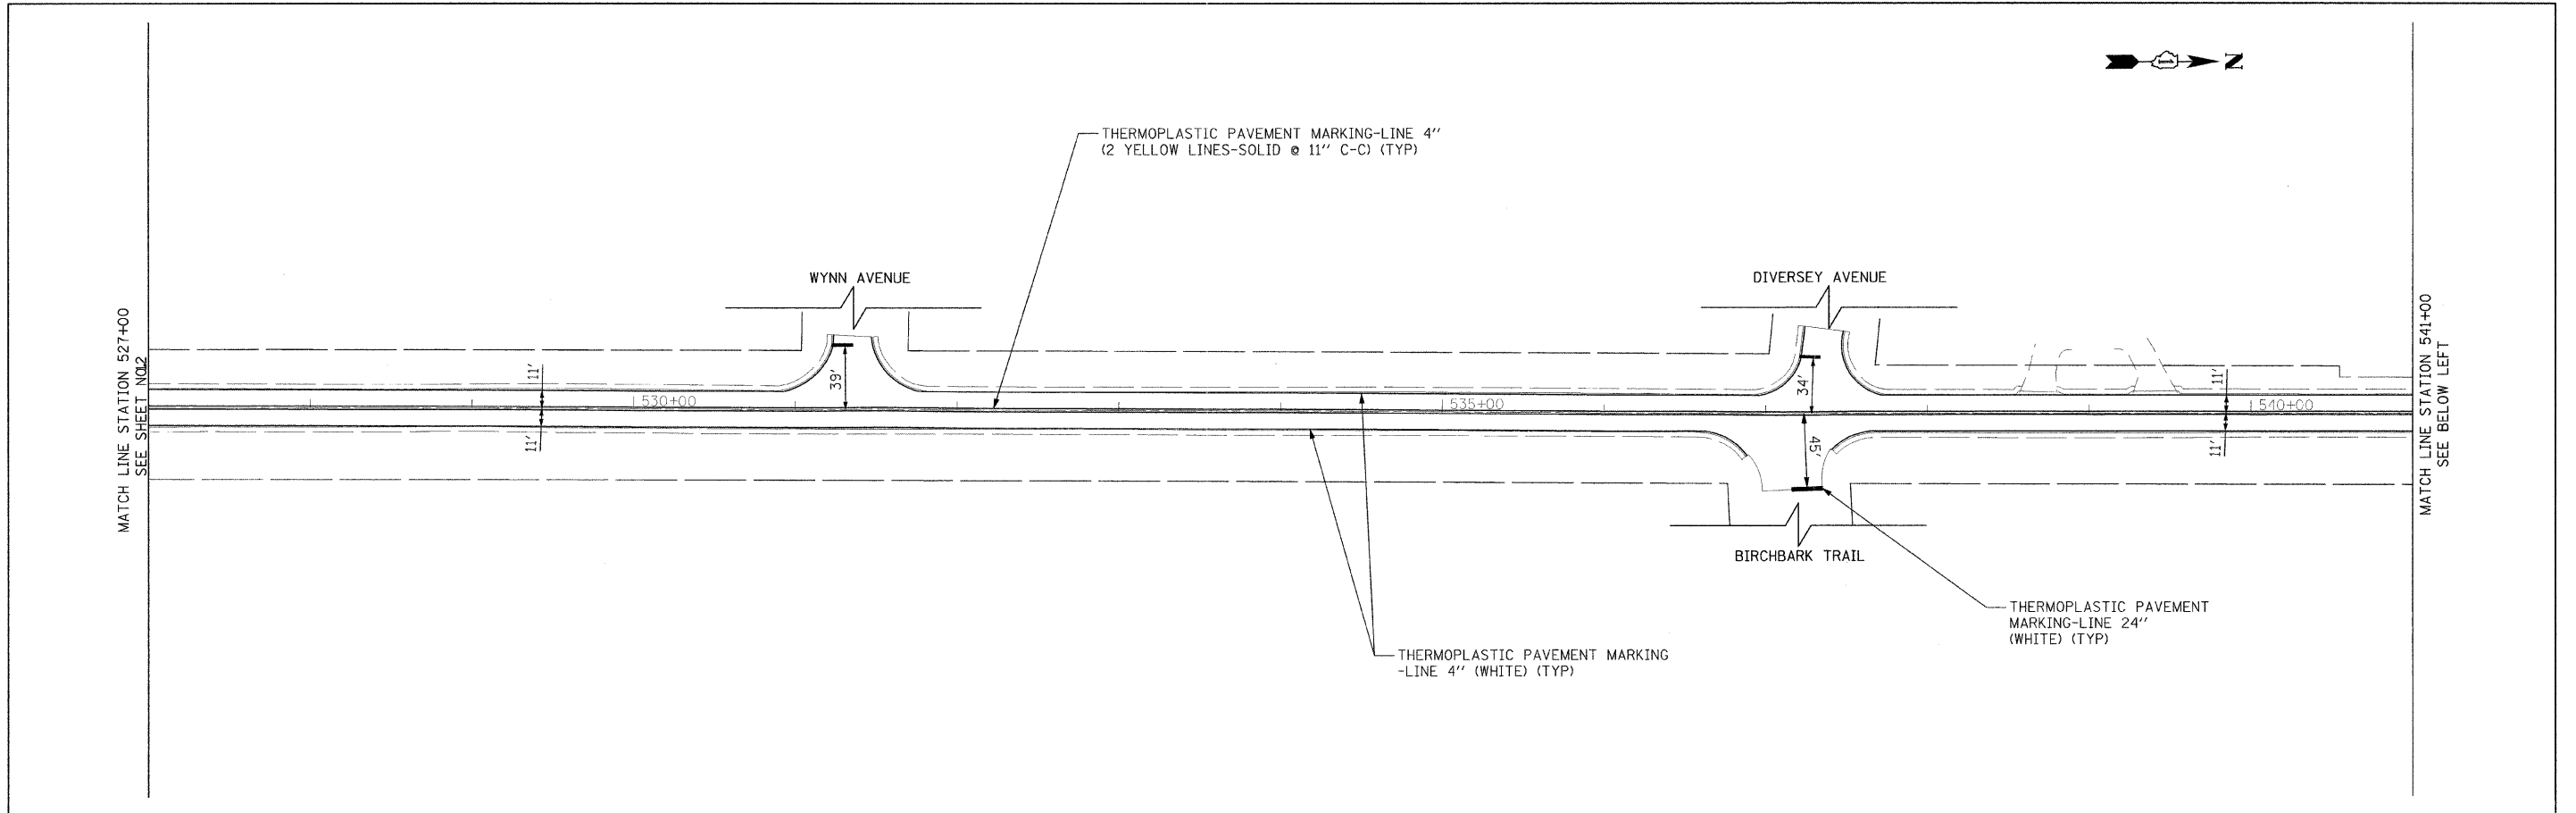 N
THERMOPLASTIC PAVEMENT MARKING-LINE 4''
(2 YELLOW LINES-SOLID @ 11'' C-C) (TYP)
WYNN AVENUE
DIVERSEY AVENUE
MATCH LINE STATION 527+00
SEE SHEET
MATCH LINE STATION 541+00
SEE BELOW LEFT
11'
11'
39'
530+00
535+00
34'
45'
11'
11'
540+00
BIRCHBARK TRAIL
THERMOPLASTIC PAVEMENT
MARKING-LINE 24''
(WHITE) (TYP)
THERMOPLASTIC PAVEMENT MARKING
-LINE 4'' (WHITE) (TYP)